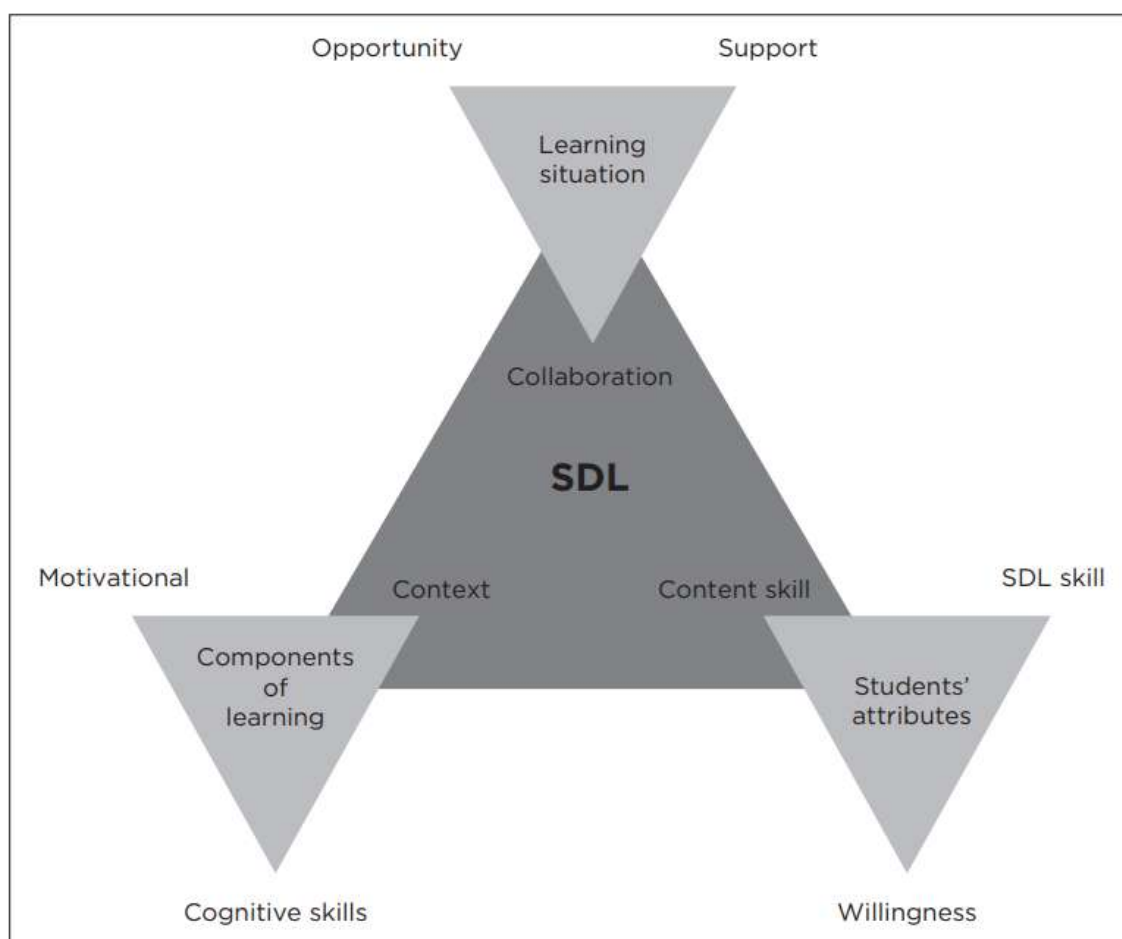 Opportunity
Support
Learning
situation
Collaboration
SDL
Motivational
Context
Content skill
SDL skill
Components
of
learning
Students’
attributes
Cognitive skills
Willingness